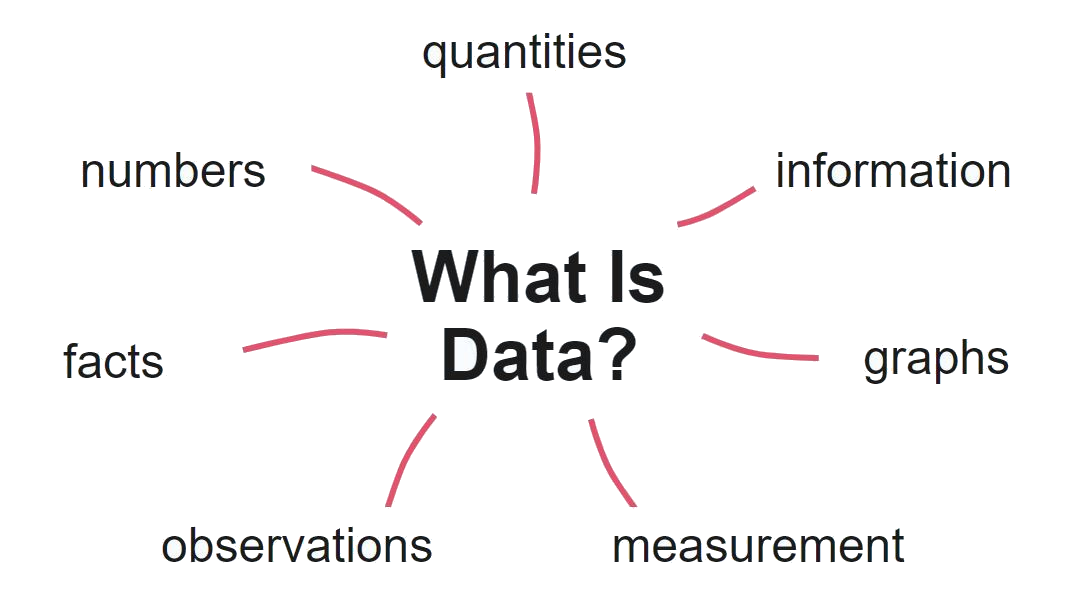 quantities
numbers
information
What Is
Data?
facts
graphs
observations
measurement